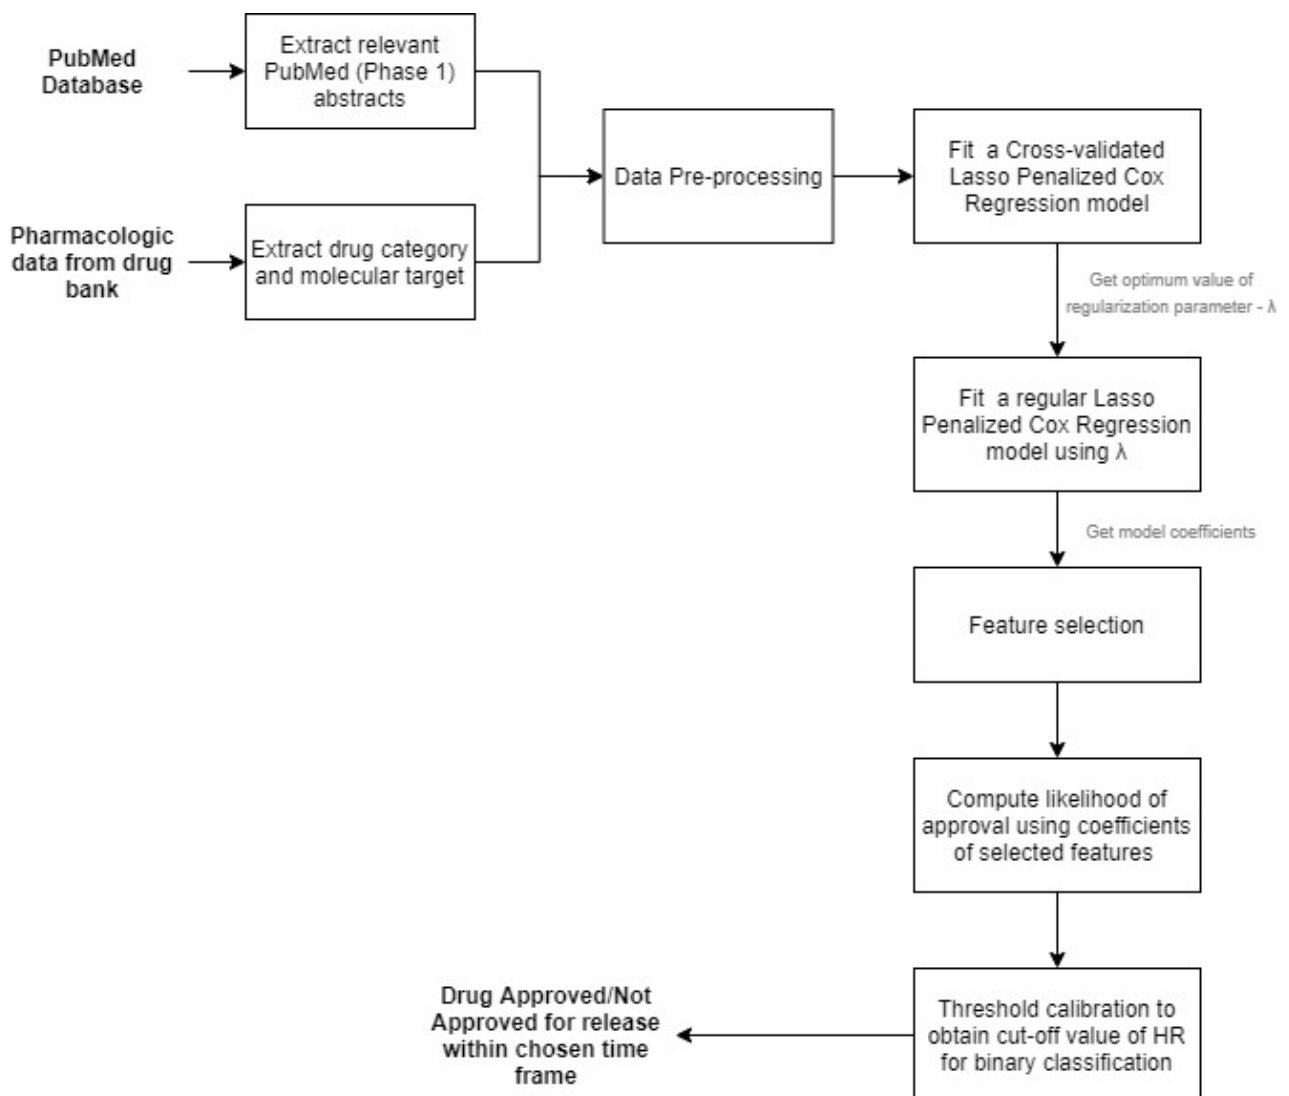 PubMed
Database
Extract relevant
PubMed (Phase 1)
abstracts
Pharmacologic
data from drug
bank
Extract drug category
and molecular target
Data Pre-processing
Fit a Cross-validated
Lasso Penalized Cox
Regression model
Get optimum value of
regularization parameter - λ
Fit a regular Lasso
Penalized Cox Regression
model using λ
Get model coefficients
Feature selection
Compute likelihood of
approval using coefficients
of selected features
Threshold calibration to
obtain cut-off value of HR
for binary classification
Drug Approved/Not
Approved for release
within chosen time
frame